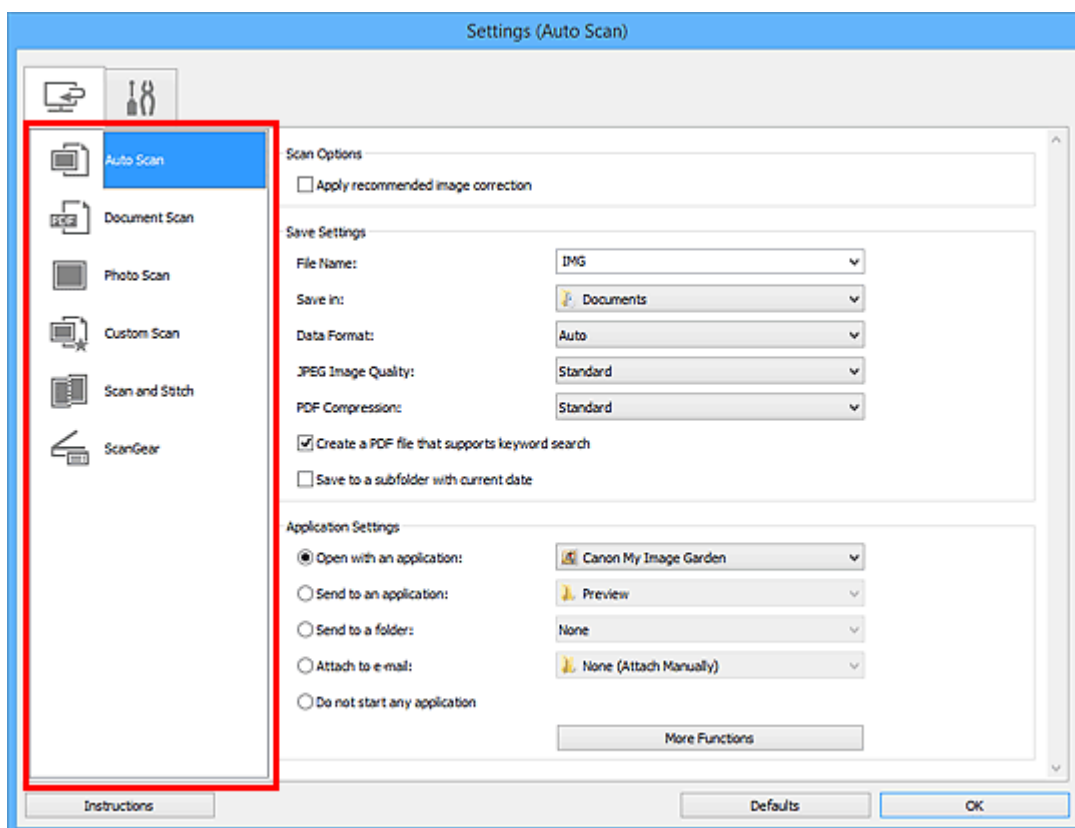 Settings (Auto Scan)
Auto Scan
Document Scan
PDF
Photo Scan
Custom Scan
Scan and Stitch
ScanGear
Scan Options
Apply recommended image correction
Save Settings
File Name: IMG
Save in: Documents
Data Format: Auto
JPEG Image Quality: Standard
PDF Compression: Standard
Create a PDF file that supports keyword search
Save to a subfolder with current date
Application Settings
Open with an application: Canon My Image Garden
Send to an application: Preview
Send to a folder: None
Attach to e-mail: None (Attach Manually)
Do not start any application
More Functions
Instructions Defaults OK